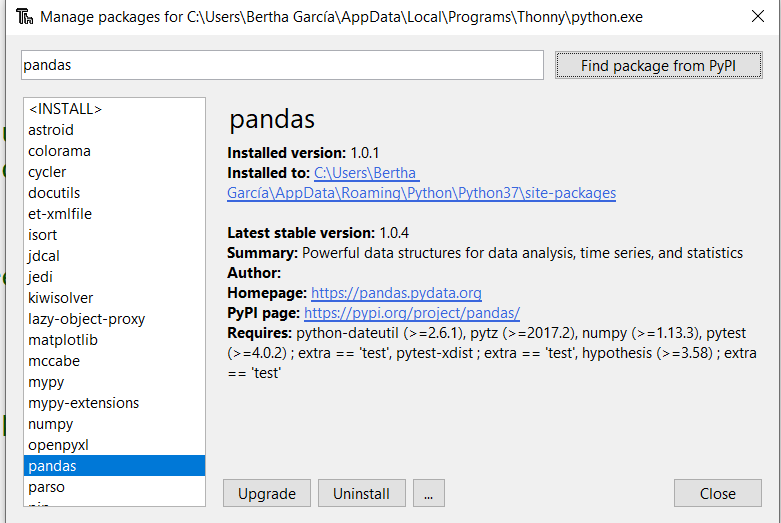 Manage packages for C:\Users\Bertha García\AppData\Local\Programs\Thonny\python.exe
pandas
Find package from PyPI
<INSTALL>
astroid
colorama
cycler
docutils
et-xmlfile
isort
jdcal
jedi
kiwisolver
lazy-object-proxy
matplotlib
mccabe
mypy
mypy-extensions
numpy
openpyxl
pandas
parso
pandas
Installed version: 1.0.1
Installed to: C:\Users\Bertha
García\AppData\Roaming\Python\Python37\site-packages
Latest stable version: 1.0.4
Summary: Powerful data structures for data analysis, time series, and statistics
Author:
Homepage: https://pandas.pydata.org
PyPI page: https://pypi.org/project/pandas/
Requires: python-dateutil (>=2.6.1), pytz (>=2017.2), numpy (>=1.13.3), pytest
(>=4.0.2) ; extra == 'test', pytest-xdist ; extra == 'test', hypothesis (>=3.58) ; extra
== 'test'
Upgrade
Uninstall
...
Close